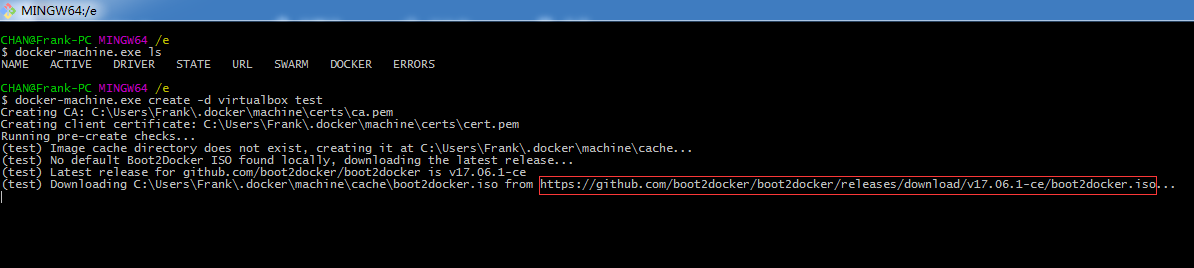 MINGW64:/e
CHAN@Frank-PC MINGW64 /e
$ docker-machine.exe ls
NAME ACTIVE DRIVER STATE URL SWARM DOCKER ERRORS
CHAN@Frank-PC MINGW64 /e
$ docker-machine.exe create -d virtualbox test
Creating CA: C:\Users\Frank\.docker\machine\certs\ca.pem
Creating client certificate: C:\Users\Frank\.docker\machine\certs\cert.pem
Running pre-create checks...
(test) Image cache directory does not exist, creating it at C:\Users\Frank\.docker\machine\cache...
(test) No default Boot2Docker ISO found locally, downloading the latest release...
(test) Latest release for github.com/boot2docker/boot2docker is v17.06.1-ce
(test) Downloading C:\Users\Frank\.docker\machine\cache\boot2docker.iso from https://github.com/boot2docker/boot2docker/releases/download/v17.06.1-ce/boot2docker.iso...